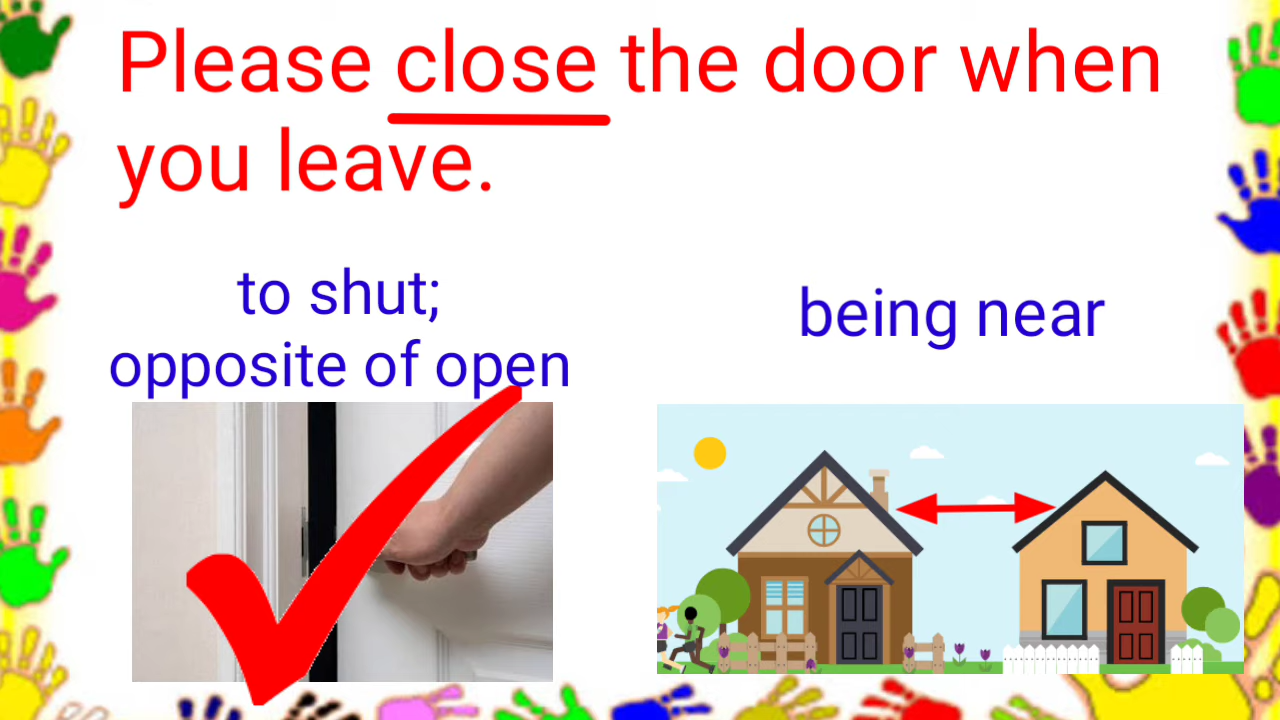 Please close the door when
you leave.
to shut;
opposite of open
being near